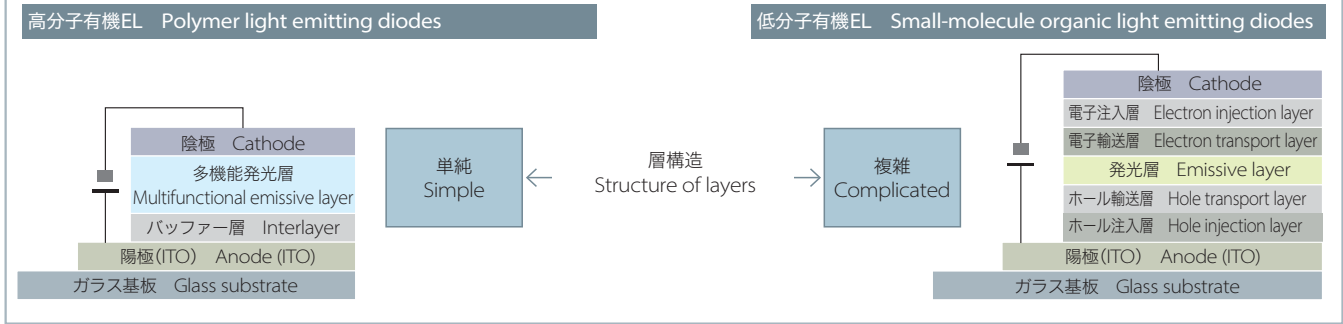 高分子有機EL Polymer light emitting diodes
陰極 Cathode
多機能発光層
Multifunctional emissive layer
バッファー層 Interlayer
陽極(ITO) Anode (ITO)
ガラス基板 Glass substrate
単純
Simple
層構造
Structure of layers
複雑
Complicated
低分子有機EL Small-molecule organic light emitting diodes
陰極 Cathode
電子注入層 Electron injection layer
電子輸送層 Electron transport layer
発光層 Emissive layer
ホール輸送層 Hole transport layer
ホール注入層 Hole injection layer
陽極(ITO) Anode (ITO)
ガラス基板 Glass substrate